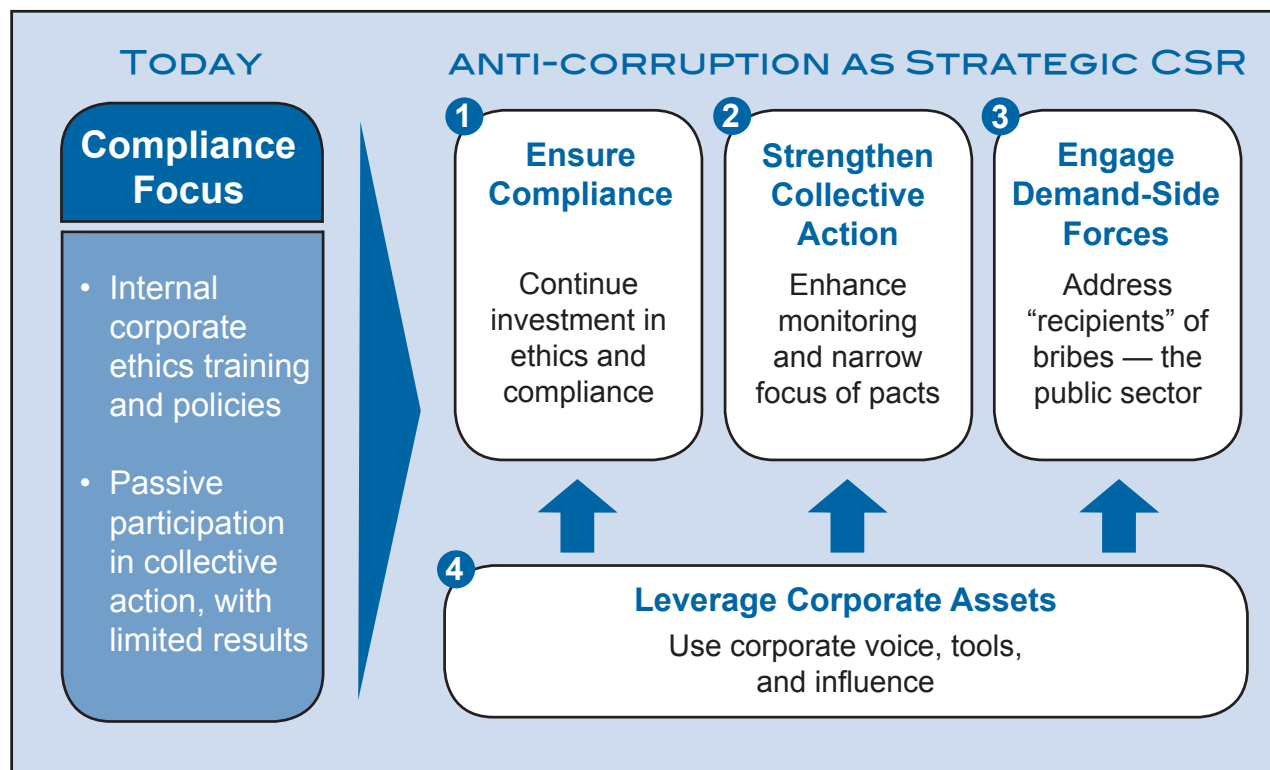 TODAY
Compliance
Focus
• Internal
corporate
ethics training
and policies
• Passive
participation
in collective
action, with
limited results
ANTI-CORRUPTION AS STRATEGIC CSR
1
Ensure
Compliance
Continue
investment in
ethics and
compliance
2
Strengthen
Collective
Action
Enhance
monitoring
and narrow
focus of pacts
3
Engage
Demand-Side
Forces
Address
“recipients” of
bribes — the
public sector
4
Leverage Corporate Assets
Use corporate voice, tools,
and influence